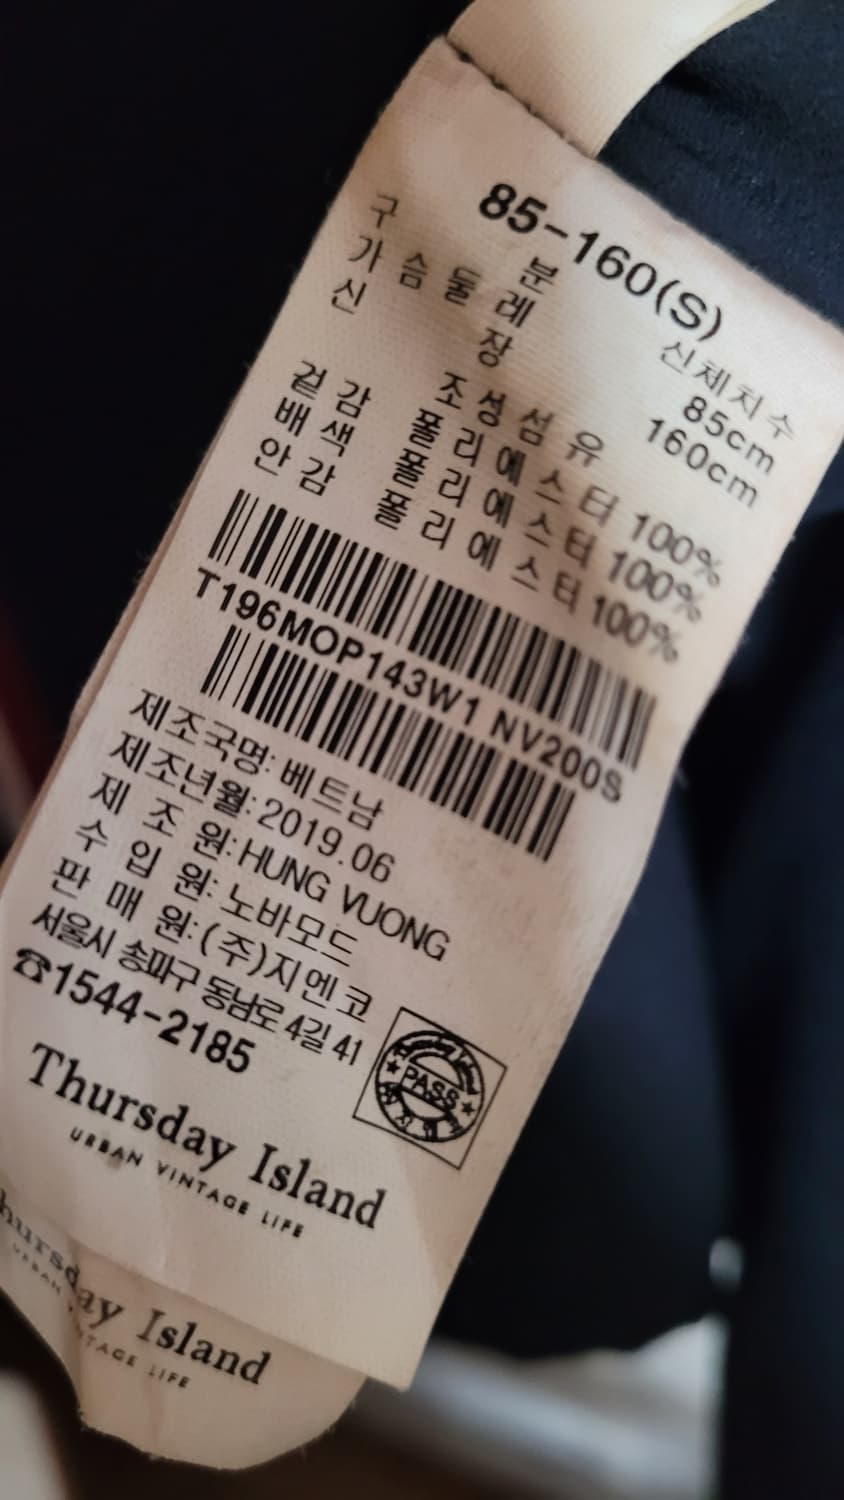 85-160(S)
구 분 신체치수
가슴둘레 85cm
신 장 160cm
조성섬유
겉감 폴리에스터 100%
배색 폴리에스터 100%
안감 폴리에스터 100%
T196MOP143W1 NV200S
제조국명: 베트남
제조년월: 2019.06
제 조 원: HUNG VUONG
수 입 원: 노바모드
판 매 원: (주)지엔코
서울시 송파구 동남로 4길 41
☎1544-2185
PASS
Thursday Island
URBAN VINTAGE LIFE
Thursday Island
URBAN VINTAGE LIFE